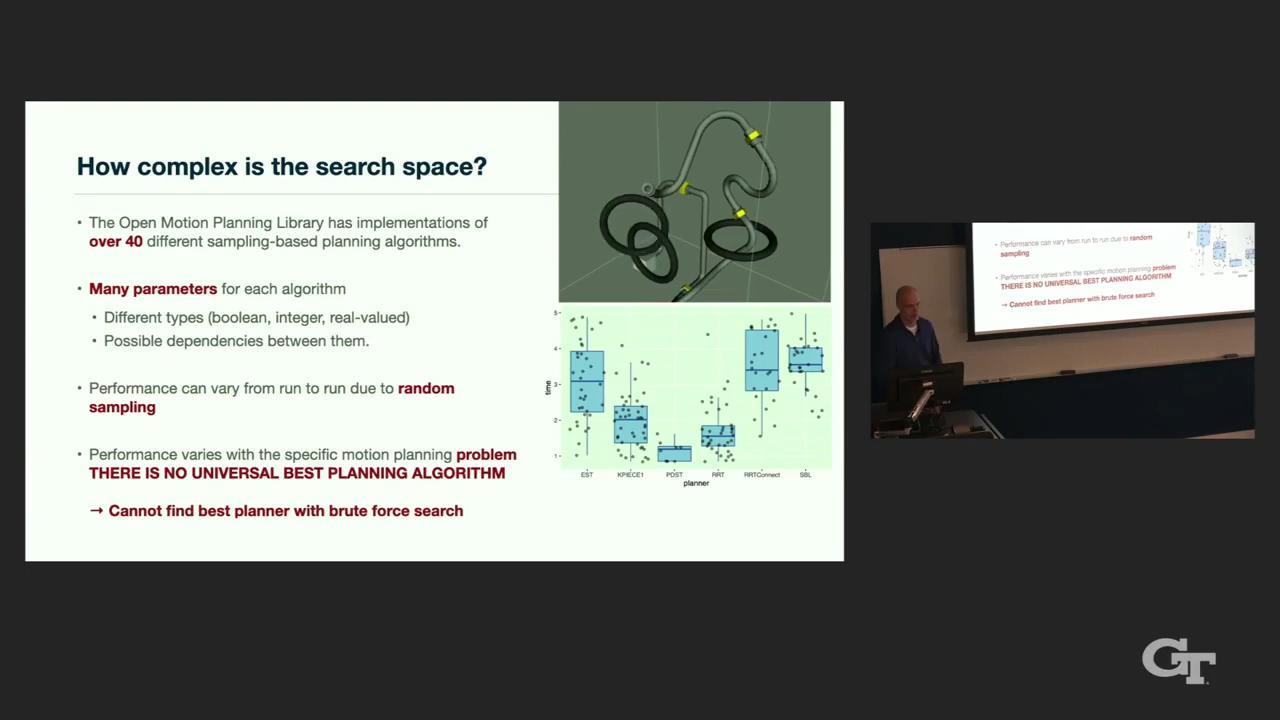 How complex is the search space?
• The Open Motion Planning Library has implementations of
over 40 different sampling-based planning algorithms.
• Many parameters for each algorithm
• Different types (boolean, integer, real-valued)
• Possible dependencies between them.
• Performance can vary from run to run due to random
sampling
• Performance varies with the specific motion planning problem
THERE IS NO UNIVERSAL BEST PLANNING ALGORITHM
→ Cannot find best planner with brute force search
5
4
3
2
1
time
EST KPIECE1 PDST RRT RRTConnect SBL
planner
• Performance can vary from run to run due to random
sampling
• Performance varies with the specific motion planning problem
THERE IS NO UNIVERSAL BEST PLANNING ALGORITHM
→ Cannot find best planner with brute force search
GT